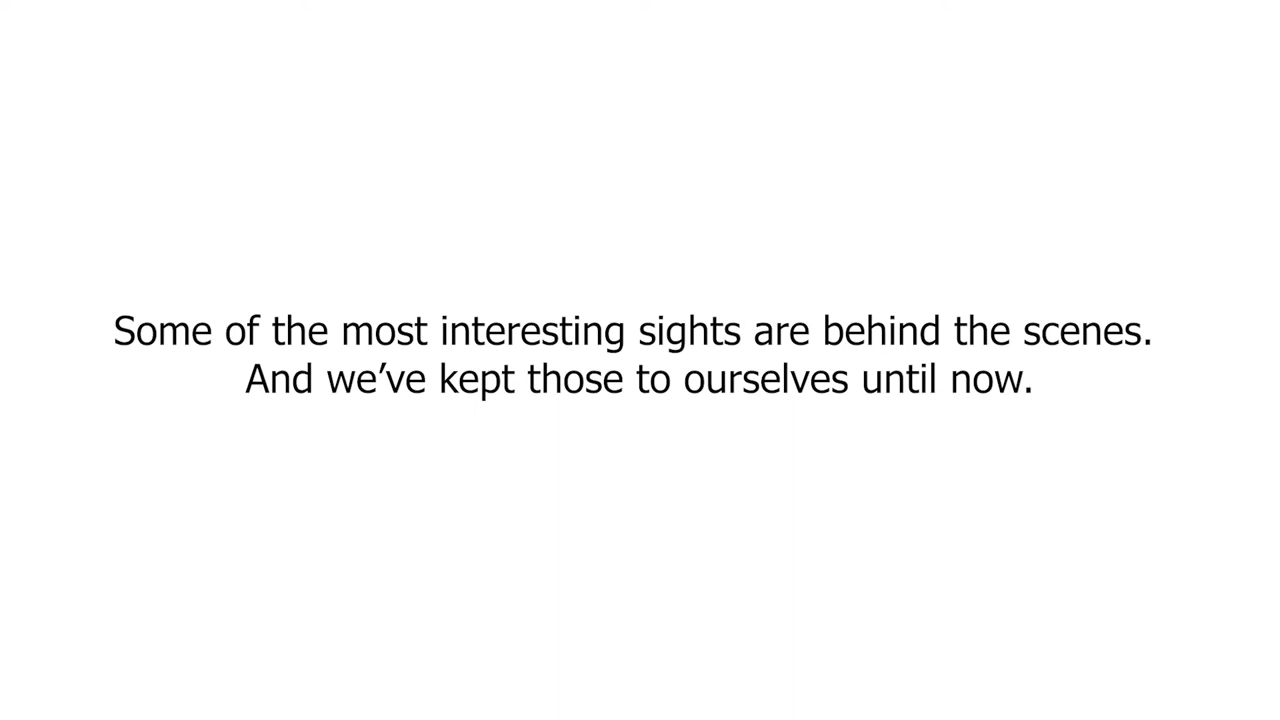 Some of the most interesting sights are behind the scenes.
And we’ve kept those to ourselves until now.